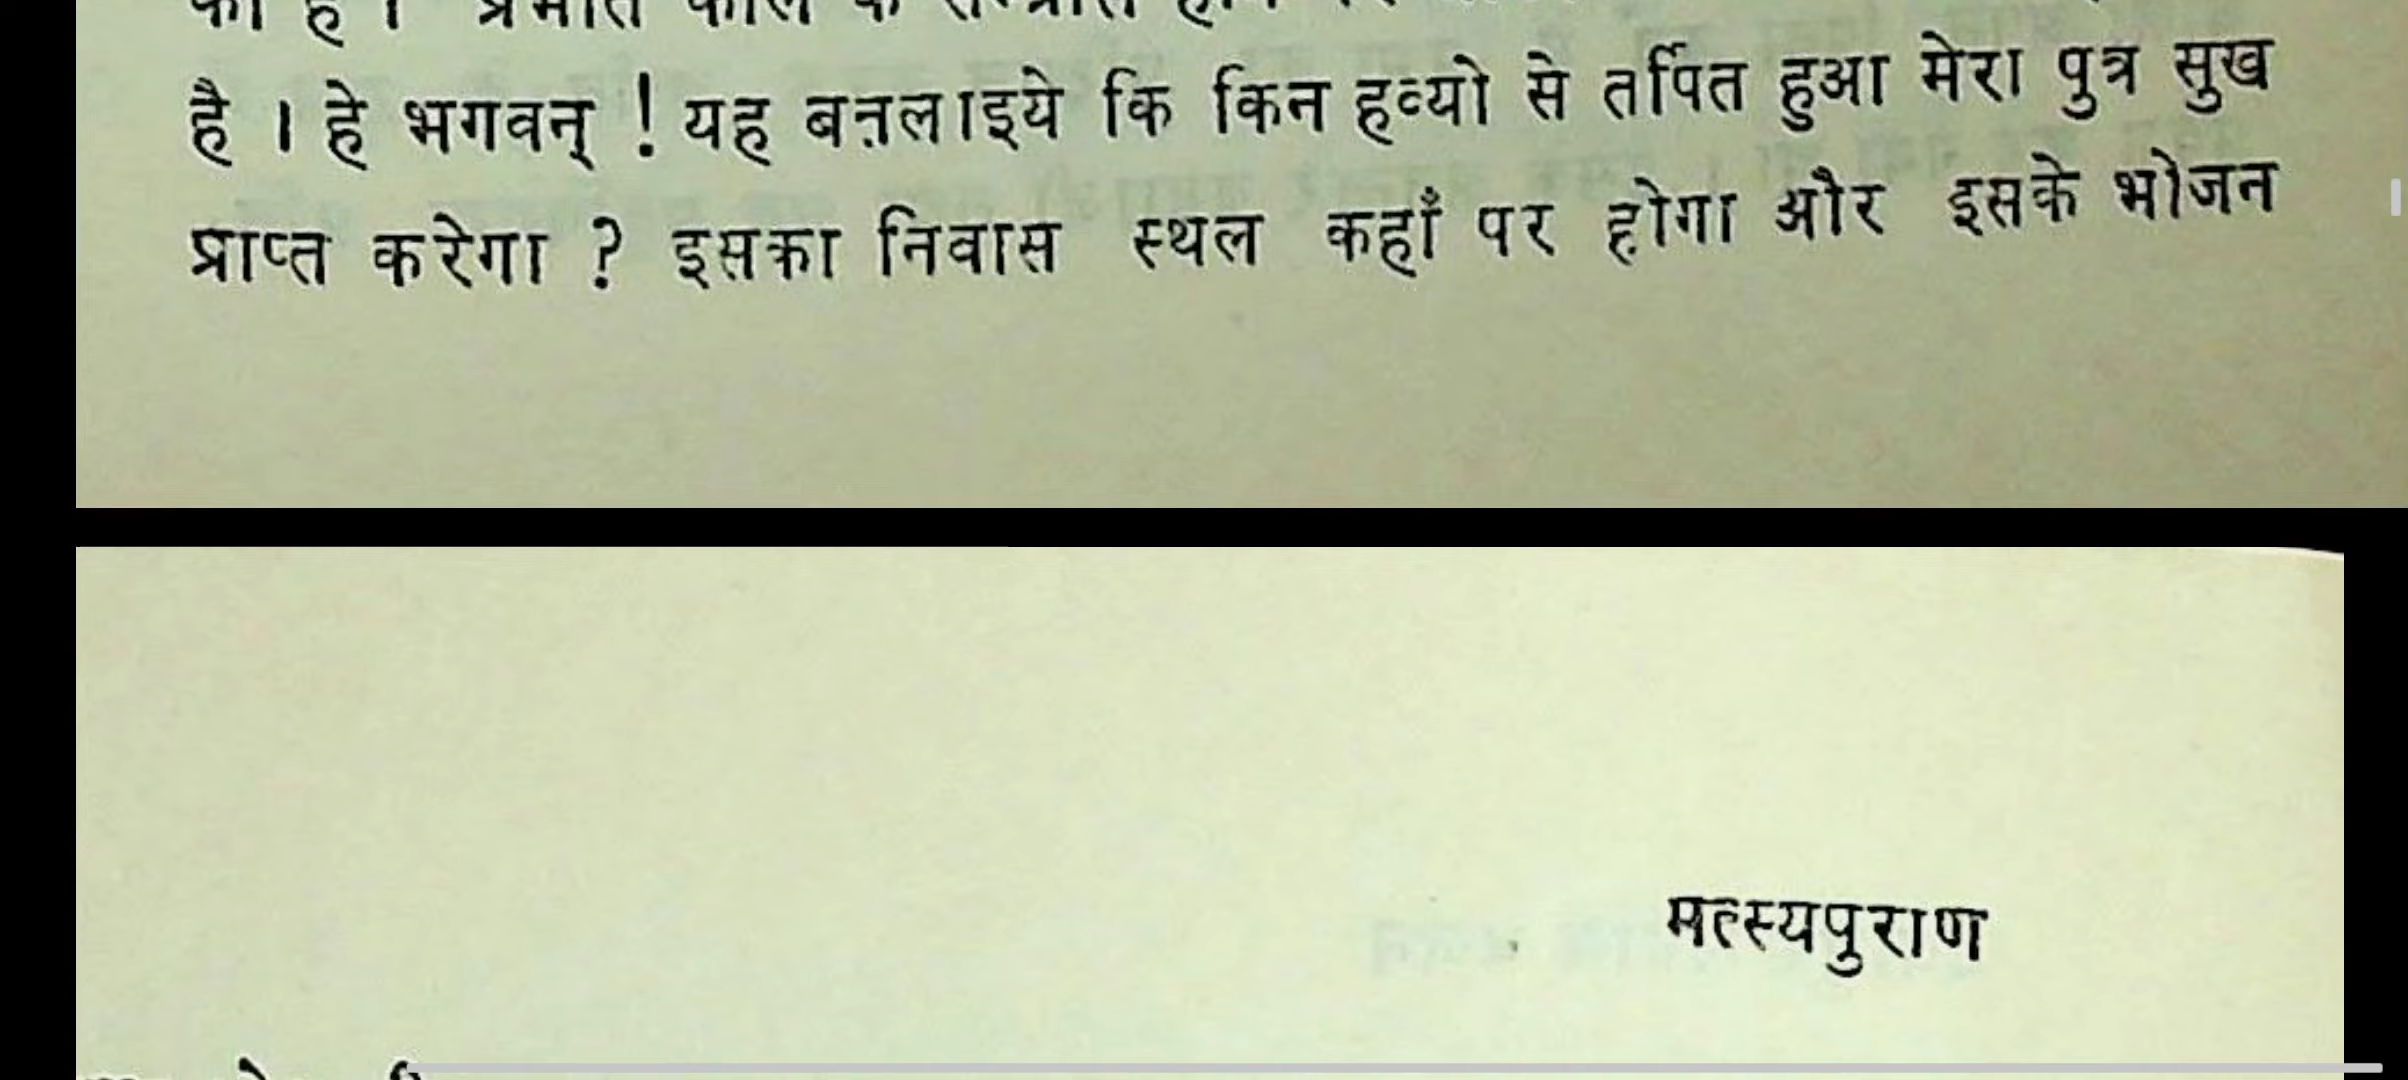 है । हे भगवन् ! यह बतलाइये कि किन हव्यो से तर्पित हुआ मेरा पुत्र सुख
प्राप्त करेगा ? इसका निवास स्थल कहाँ पर होगा और इसके भोजन
मत्स्यपुराण